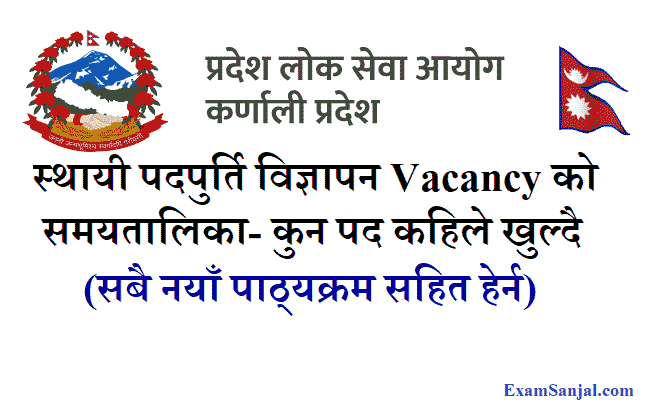 प्रदेश लोक सेवा आयोग
कर्णाली प्रदेश
स्थायी पदपुर्ति विज्ञापन Vacancy को
समयतालिका- कुन पद कहिले खुल्दै
(सबै नयाँ पाठ्यक्रम सहित हेर्न)
ExamSanjal.com